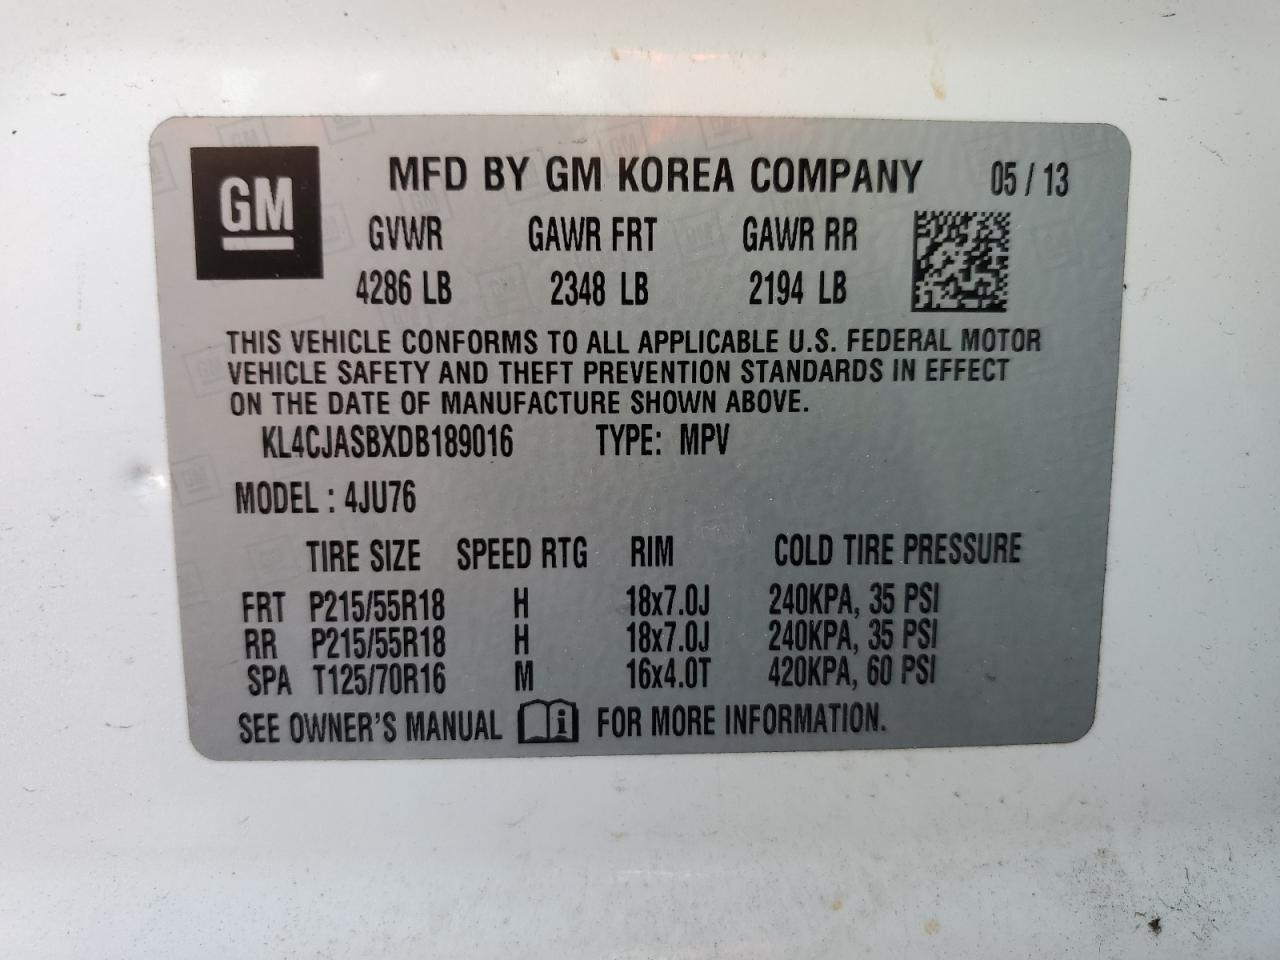 GM
MFD BY GM KOREA COMPANY 05 / 13
GVWR GAWR FRT GAWR RR
4286 LB 2348 LB 2194 LB
THIS VEHICLE CONFORMS TO ALL APPLICABLE U.S. FEDERAL MOTOR
VEHICLE SAFETY AND THEFT PREVENTION STANDARDS IN EFFECT
ON THE DATE OF MANUFACTURE SHOWN ABOVE.
KL4CJASBXDB189016 TYPE: MPV
MODEL : 4JU76
TIRE SIZE SPEED RTG RIM COLD TIRE PRESSURE
FRT P215/55R18 H 18x7.0J 240KPA, 35 PSI
RR P215/55R18 H 18x7.0J 240KPA, 35 PSI
SPA T125/70R16 M 16x4.0T 420KPA, 60 PSI
SEE OWNER'S MANUAL i FOR MORE INFORMATION.